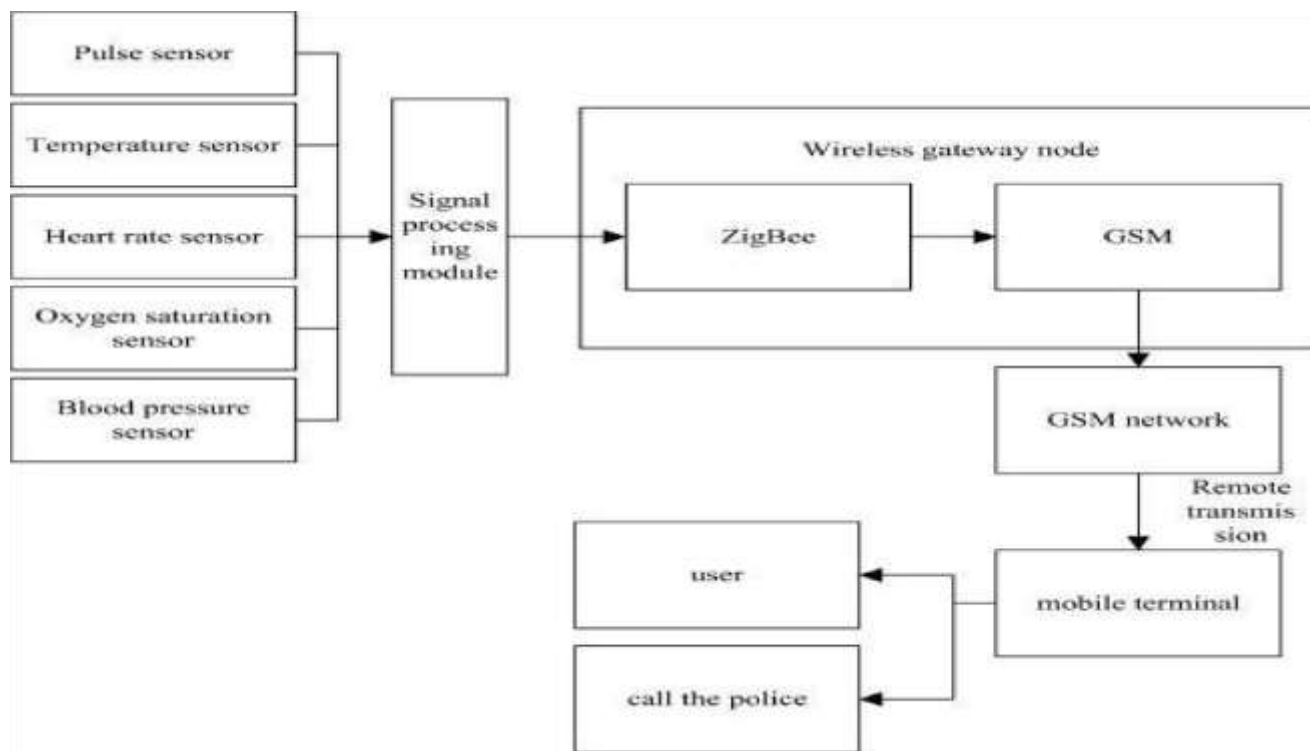 Pulse sensor
Temperature sensor
Heart rate sensor
Oxygen saturation
sensor
Blood pressure
sensor
Signal
process
ing
module
Wireless gateway node
ZigBee
GSM
GSM network
Remote
transmis
sion
mobile terminal
user
call the police